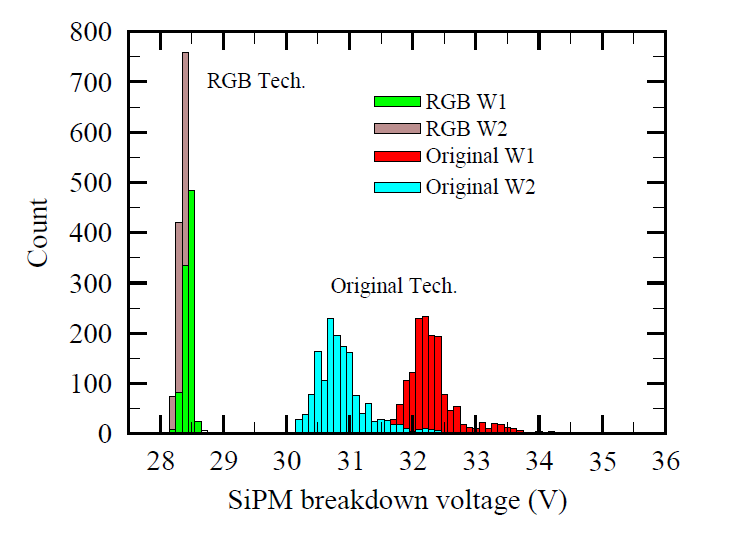 800
700
600
500
400
300
200
100
0
Count
RGB Tech.
RGB W1
RGB W2
Original W1
Original W2
Original Tech.
28 29 30 31 32 33 34 35 36
SiPM breakdown voltage (V)